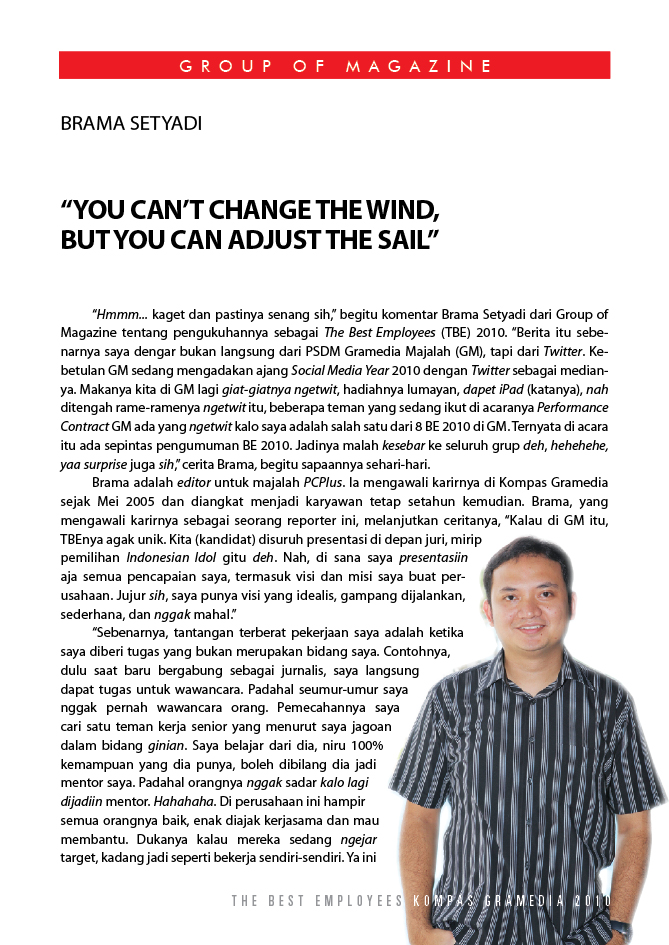 GROUP OF MAGAZINE
BRAMA SETYADI
“YOU CAN’T CHANGE THE WIND,
BUT YOU CAN ADJUST THE SAIL”
“Hmmm... kaget dan pastinya senang sih,” begitu komentar Brama Setyadi dari Group of
Magazine tentang pengukuhannya sebagai The Best Employees (TBE) 2010. “Berita itu sebe-
narnya saya dengar bukan langsung dari PSDM Gramedia Majalah (GM), tapi dari Twitter. Ke-
betulan GM sedang mengadakan ajang Social Media Year 2010 dengan Twitter sebagai median-
ya. Makanya kita di GM lagi giat-giatnya ngetwit, hadiahnya lumayan, dapet iPad (katanya), nah
ditengah rame-ramenya ngetwit itu, beberapa teman yang sedang ikut di acaranya Performance
Contract GM ada yang ngetwit kalo saya adalah salah satu dari 8 BE 2010 di GM. Ternyata di acara
itu ada sepintas pengumuman BE 2010. Jadinya malah kesebar ke seluruh grup deh, hehehehe,
yaa surprise juga sih,” cerita Brama, begitu sapaannya sehari-hari.
Brama adalah editor untuk majalah PCPlus. Ia mengawali karirnya di Kompas Gramedia
sejak Mei 2005 dan diangkat menjadi karyawan tetap setahun kemudian. Brama, yang
mengawali karirnya sebagai seorang reporter ini, melanjutkan ceritanya, “Kalau di GM itu,
TBEnya agak unik. Kita (kandidat) disuruh presentasi di depan juri, mirip
pemilihan Indonesian Idol gitu deh. Nah, di sana saya presentasiin
aja semua pencapaian saya, termasuk visi dan misi saya buat per-
usahaan. Jujur sih, saya punya visi yang idealis, gampang dijalankan,
sederhana, dan nggak mahal.”
“Sebenarnya, tantangan terberat pekerjaan saya adalah ketika
saya diberi tugas yang bukan merupakan bidang saya. Contohnya,
dulu saat baru bergabung sebagai jurnalis, saya langsung
dapat tugas untuk wawancara. Padahal seumur-umur saya
nggak pernah wawancara orang. Pemecahannya saya
cari satu teman kerja senior yang menurut saya jagoan
dalam bidang ginian. Saya belajar dari dia, niru 100%
kemampuan yang dia punya, boleh dibilang dia jadi
mentor saya. Padahal orangnya nggak sadar kalo lagi
dijadiin mentor. Hahahaha. Di perusahaan ini hampir
semua orangnya baik, enak diajak kerjasama dan mau
membantu. Dukanya kalau mereka sedang ngejar
target, kadang jadi seperti bekerja sendiri-sendiri. Ya ini
THE BEST EMPLOYEES KOMPAS GRAMEDIA 2010